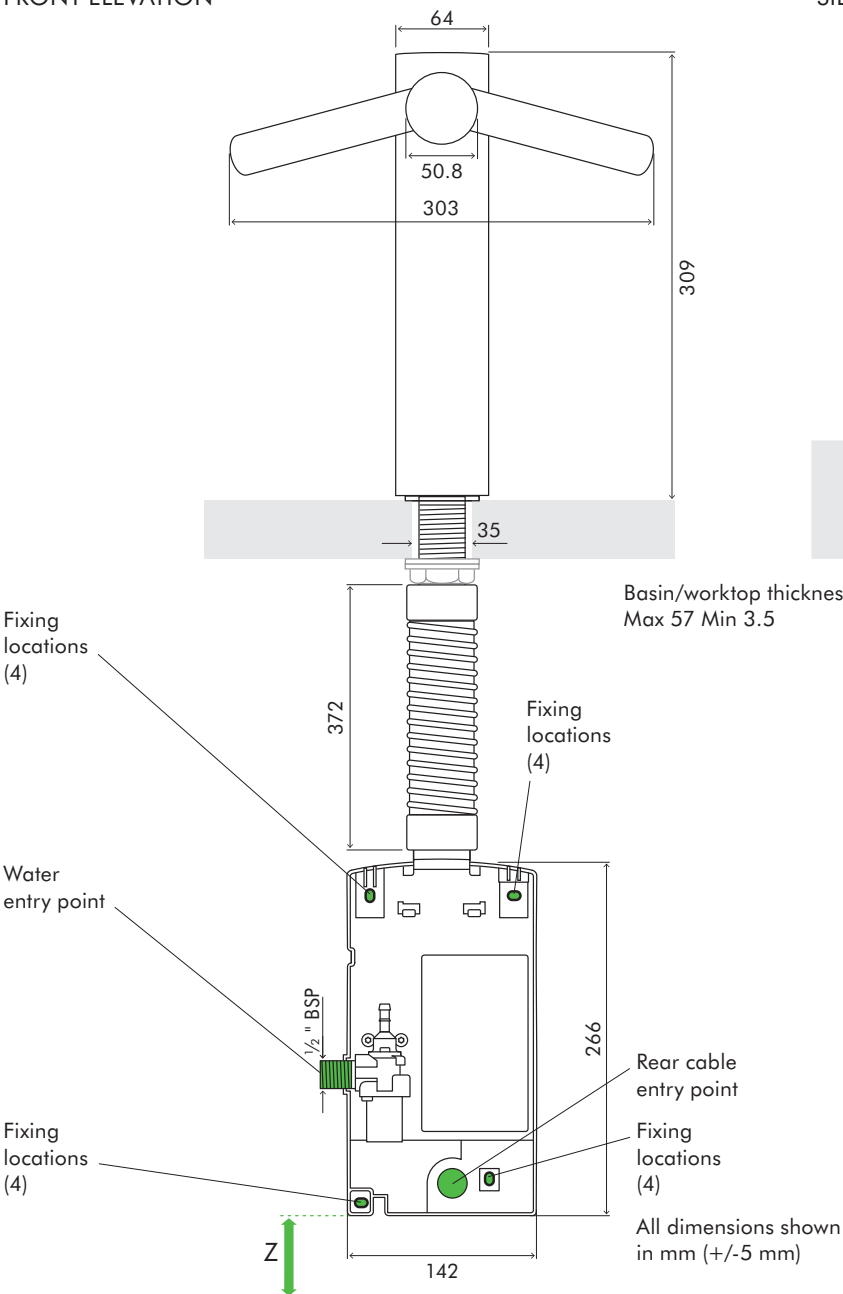 64
50.8
303
309
35
Basin/worktop
Max 57 Min 3.5
Fixing
locations
(4)
372
Fixing
locations
(4)
Water
entry point
1/2 " BSP
266
Rear cable
entry point
Fixing
locations
(4)
Fixing
locations
(4)
All dimensions shown
in mm (+/-5 mm)
Z
142